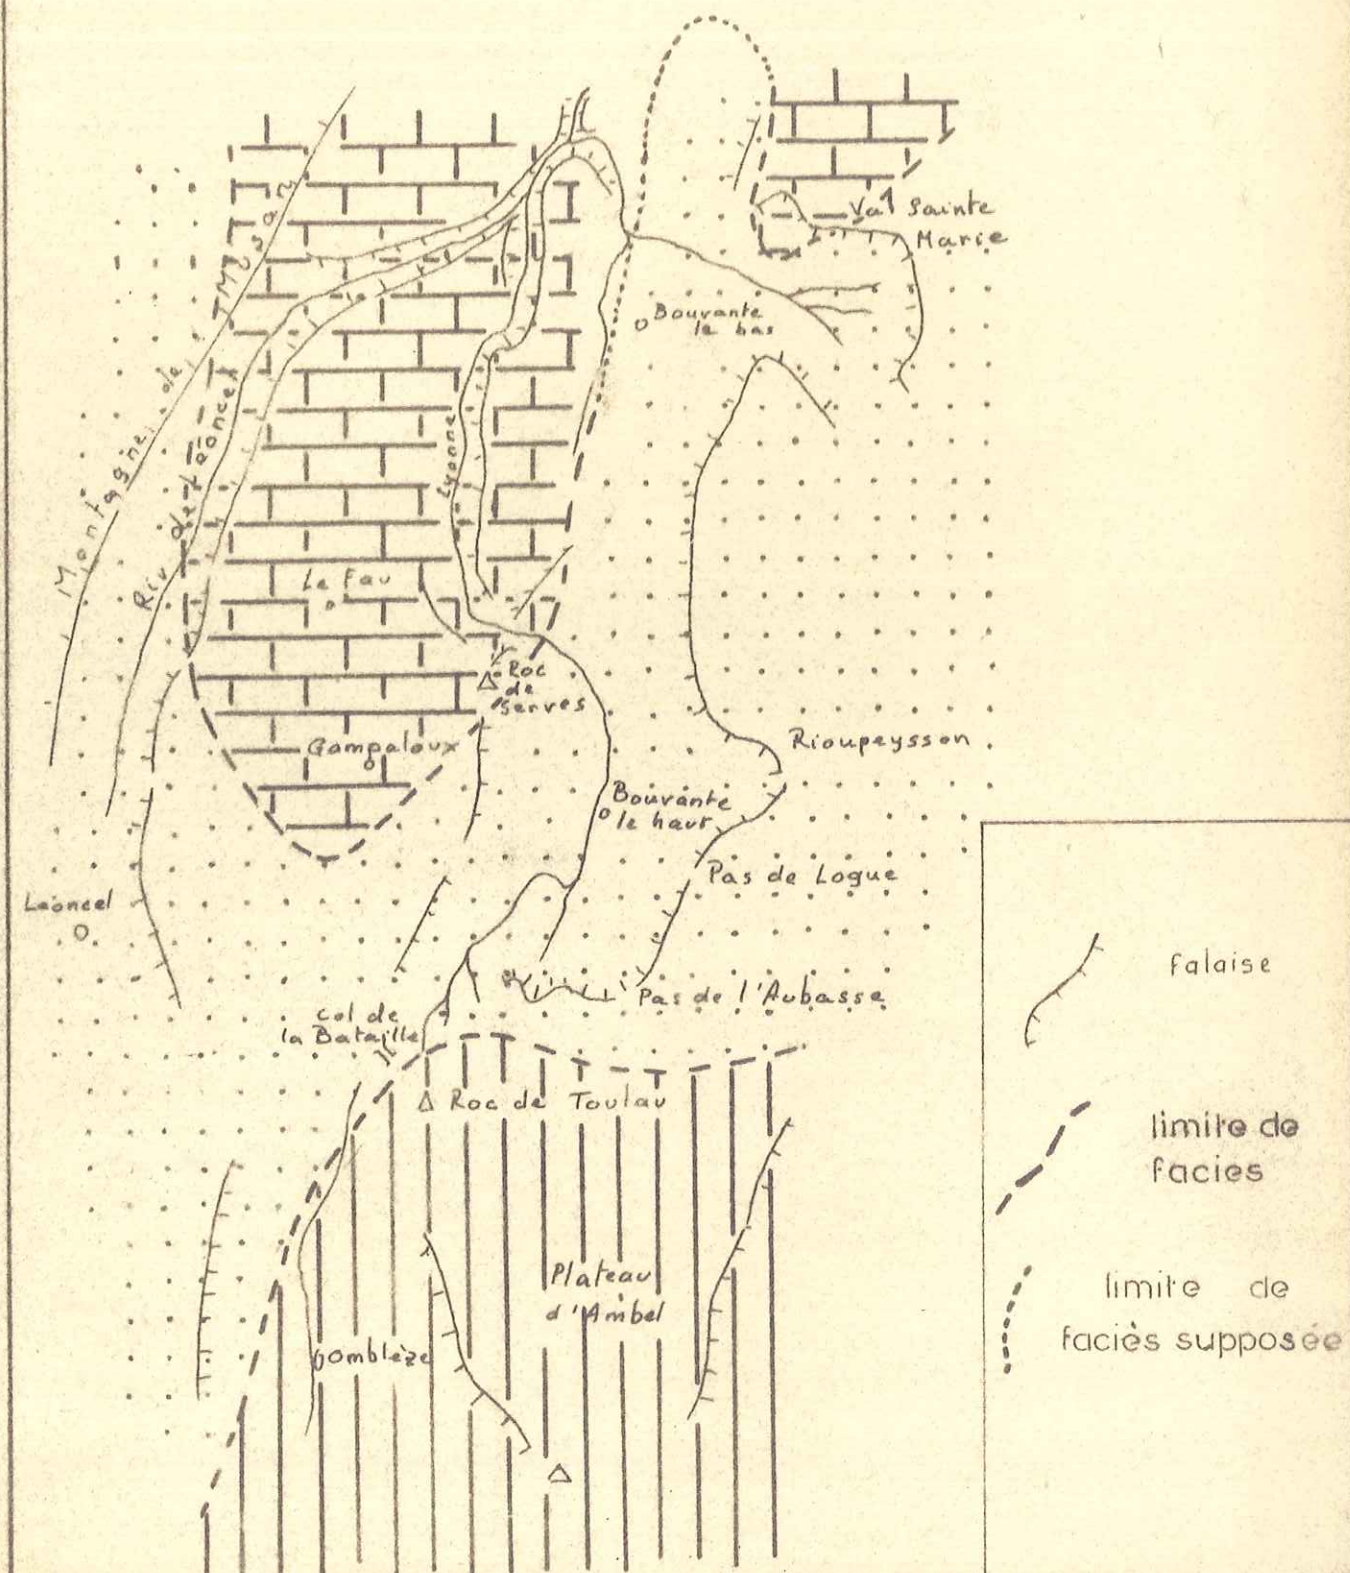 Val Sainte
Marie
Montagne de Musan
Bouvante
le bas
Riv de Léoncel
Lyonne
Le Fau
Roc
de
Serves
Gampaloux
Rioupeysson
Bouvante
le haut
Pas de Logue
Léoncel
Pas de l'Aubasse
col de
la Bataille
Roc de Toulau
Plateau
d'Ambel
Omblèze
falaise
limite de
faciès
limite de
faciès supposée